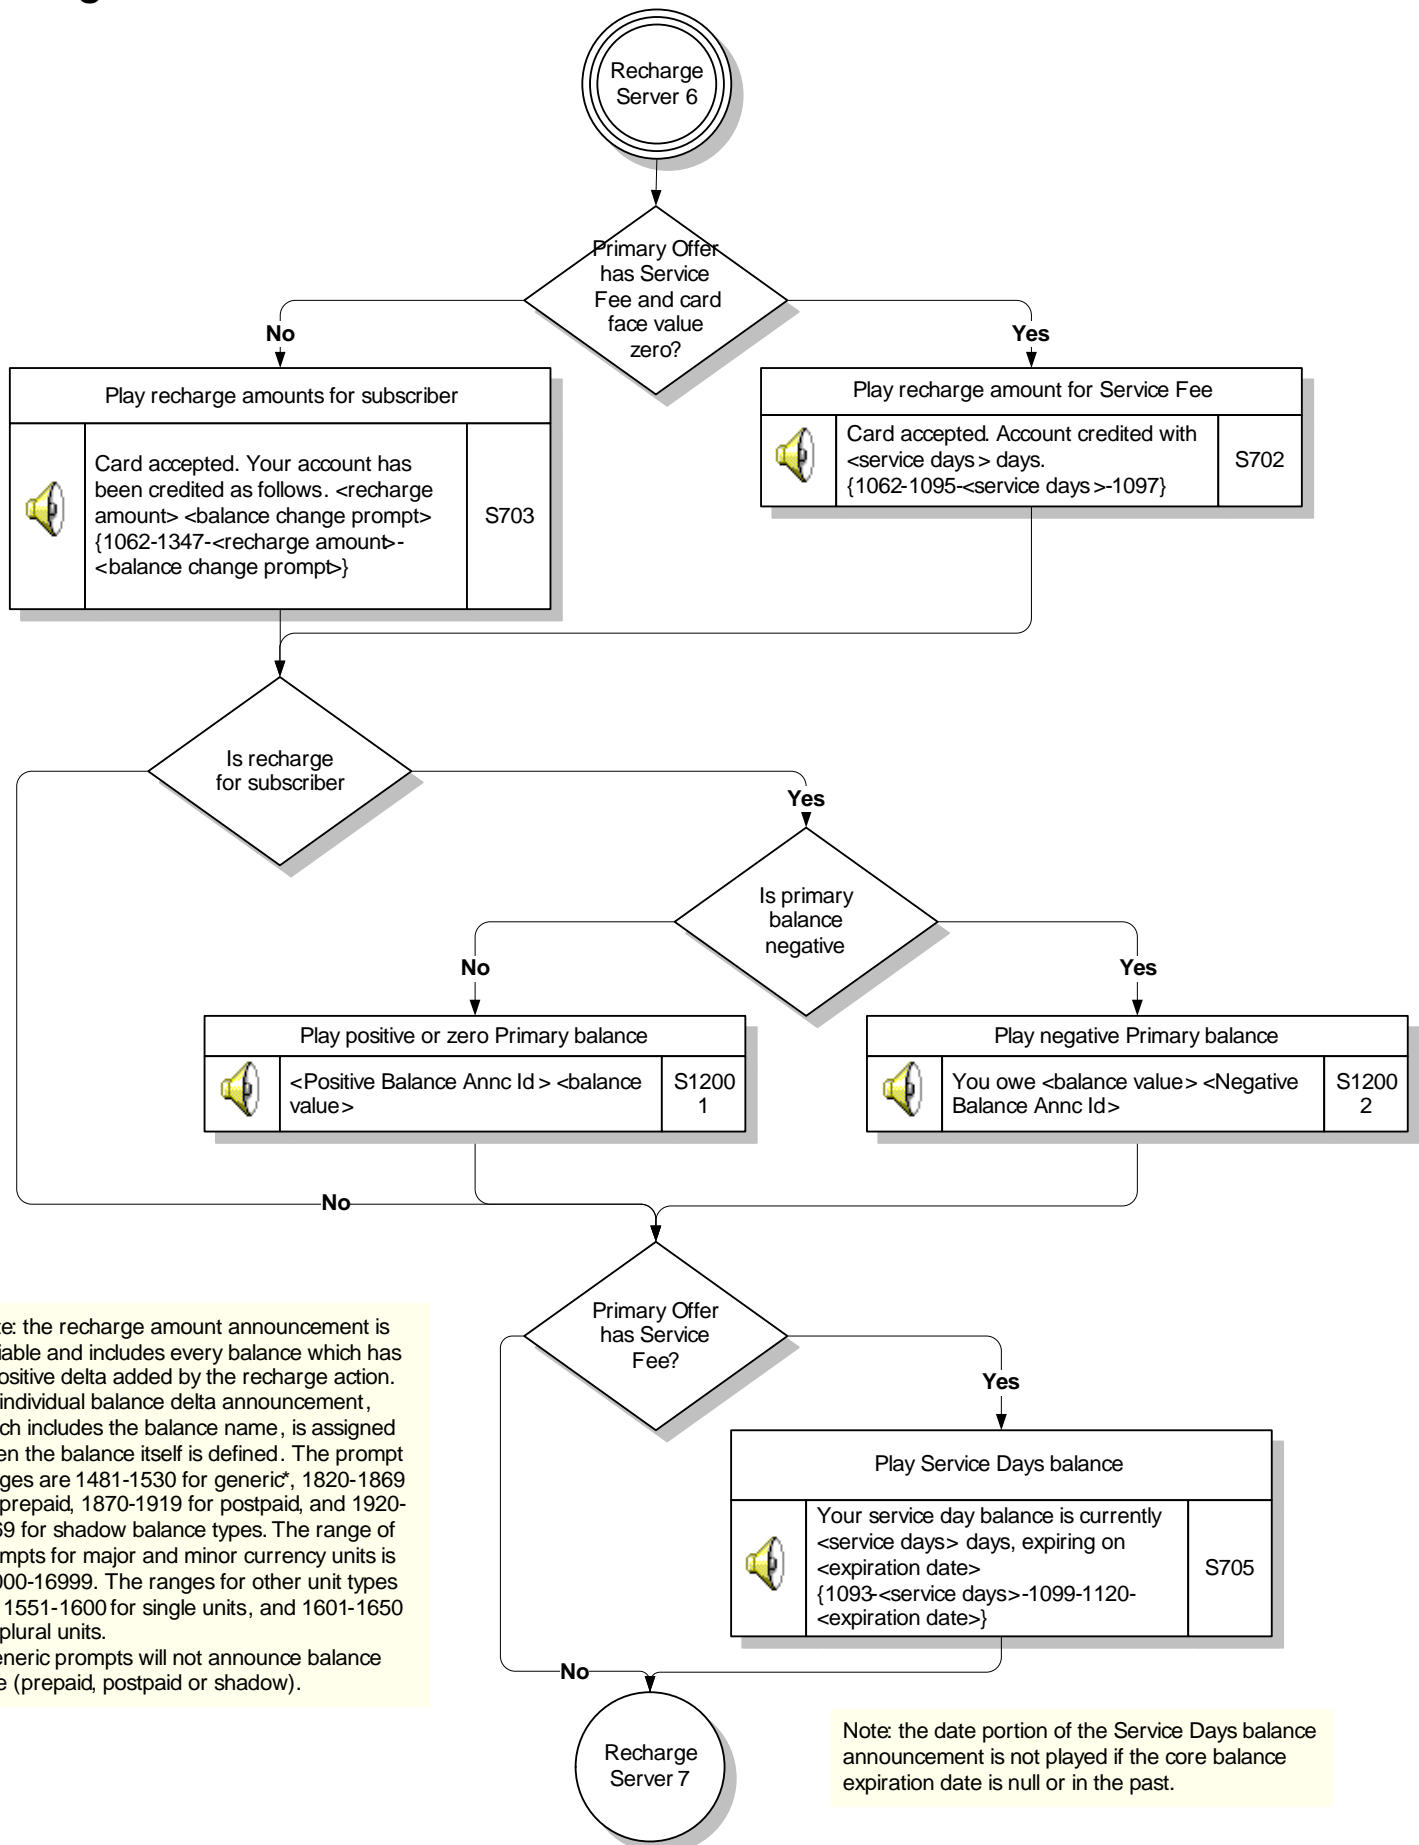 Recharge
Server 6
Primary Offer
has Service
Fee and card
face value
zero?
No
Yes
Play recharge amounts for subscriber
Card accepted. Your account has
been credited as follows. <recharge
amount> <balance change prompt>
{1062-1347-<recharge amount>-
<balance change prompt>}
S703
Play recharge amount for Service Fee
Card accepted. Account credited with
<service days> days.
{1062-1095-<service days>-1097}
S702
Is recharge
for subscriber
Yes
Is primary
balance
negative
No
Yes
Play positive or zero Primary balance
<Positive Balance Annc Id> <balance
value>
S1200
1
Play negative Primary balance
You owe <balance value> <Negative
Balance Annc Id>
S1200
2
No
Primary Offer
has Service
Fee?
Yes
the recharge amount announcement is
and includes every balance which has
delta added by the recharge action.
individual balance delta announcement,
includes the balance name, is assigned
the balance itself is defined. The prompt
are 1481-1530 for generic*, 1820-1869
prepaid, 1870-1919 for postpaid, and 1920-
for shadow balance types. The range of
for major and minor currency units is
-16999. The ranges for other unit types
1551-1600 for single units, and 1601-1650
plural units.
prompts will not announce balance
(prepaid, postpaid or shadow).
Play Service Days balance
Your service day balance is currently
<service days> days, expiring on
<expiration date>
{1093-<service days>-1099-1120-
<expiration date>}
S705
No
Recharge
Server 7
Note: the date portion of the Service Days balance
announcement is not played if the core balance
expiration date is null or in the past.